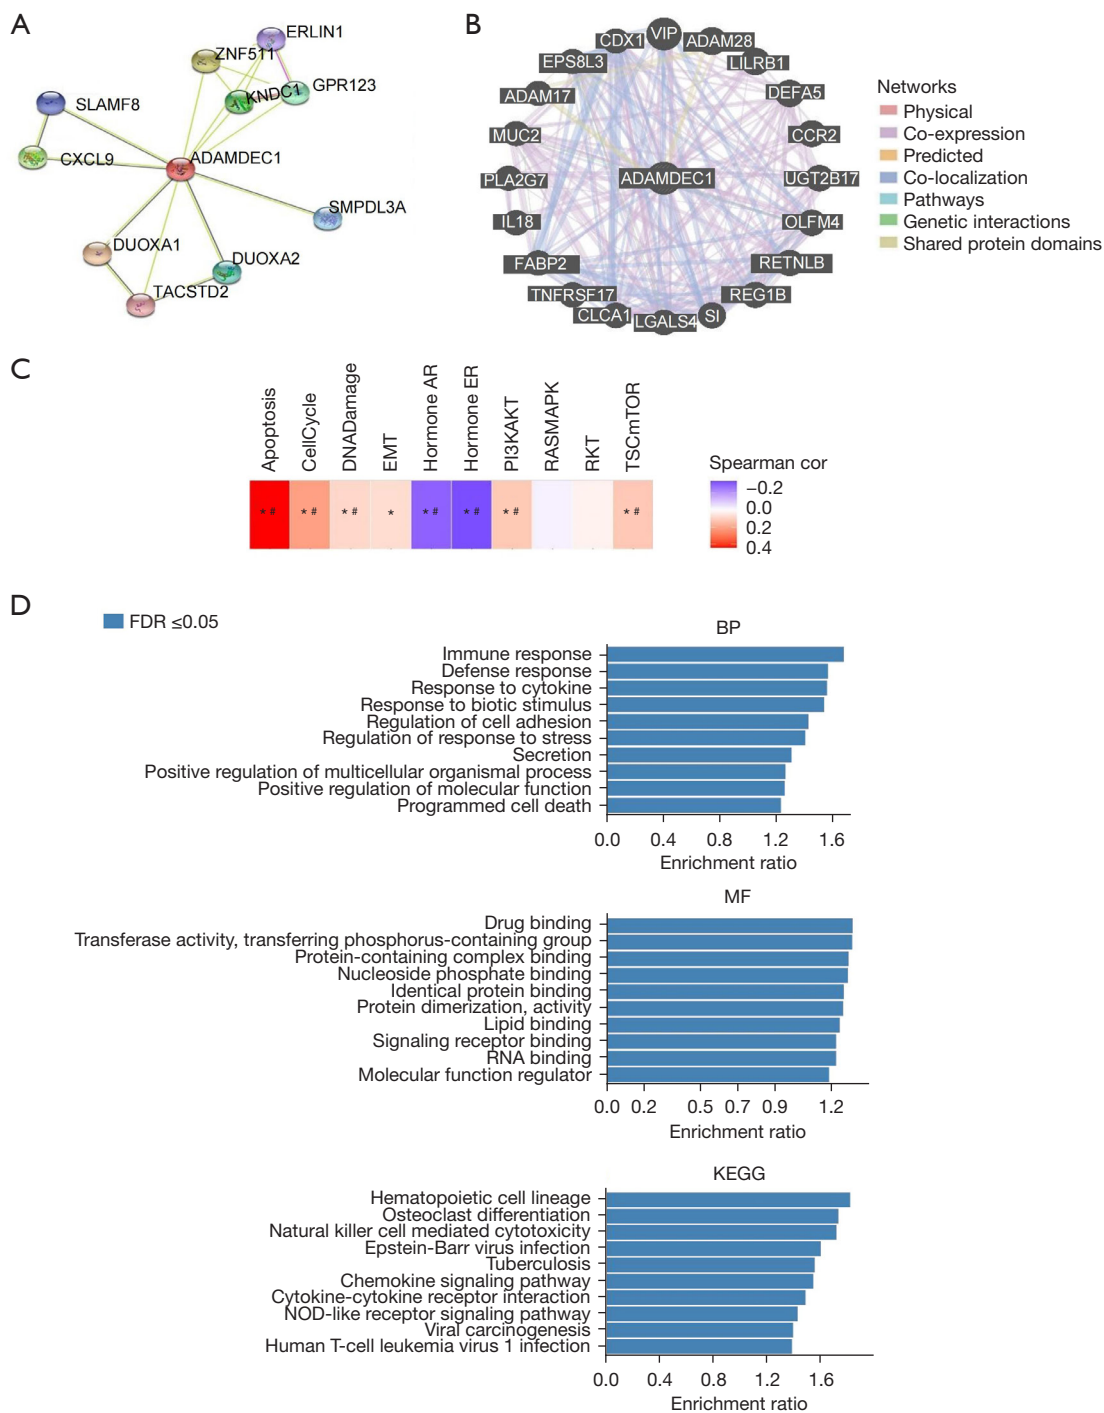 A
ERLIN1
ZNF511
KNDC1
GPR123
SLAMF8
CXCL9
ADAMDEC1
SMPDL3A
DUOXA1
DUOXA2
TACSTD2
B
VIP
CDX1
ADAM28
EPS8L3
LILRB1
ADAM17
DEFA5
MUC2
CCR2
PLA2G7
ADAMDEC1
UGT2B17
IL18
OLFM4
FABP2
RETNLB
TNFRSF17
REG1B
CLCA1
LGALS4
SI
Networks
Physical
Co-expression
Predicted
Co-localization
Pathways
Genetic interactions
Shared protein domains
C
Apoptosis
CellCycle
DNADamage
EMT
Hormone AR
Hormone ER
PI3KAKT
RASMAPK
RKT
TSCmTOR
* #
* #
* #
*
* #
* #
* #
* #
Spearman cor
−0.2
0.0
0.2
0.4
D
FDR ≤0.05
BP
Immune response
Defense response
Response to cytokine
Response to biotic stimulus
Regulation of cell adhesion
Regulation of response to stress
Secretion
Positive regulation of multicellular organismal process
Positive regulation of molecular function
Programmed cell death
0.0 0.4 0.8 1.2 1.6
Enrichment ratio
MF
Drug binding
Transferase activity, transferring phosphorus-containing group
Protein-containing complex binding
Nucleoside phosphate binding
Identical protein binding
Protein dimerization, activity
Lipid binding
Signaling receptor binding
RNA binding
Molecular function regulator
0.0 0.2 0.5 0.7 0.9 1.2
Enrichment ratio
KEGG
Hematopoietic cell lineage
Osteoclast differentiation
Natural killer cell mediated cytotoxicity
Epstein-Barr virus infection
Tuberculosis
Chemokine signaling pathway
Cytokine-cytokine receptor interaction
NOD-like receptor signaling pathway
Viral carcinogenesis
Human T-cell leukemia virus 1 infection
0.0 0.4 0.8 1.2 1.6
Enrichment ratio